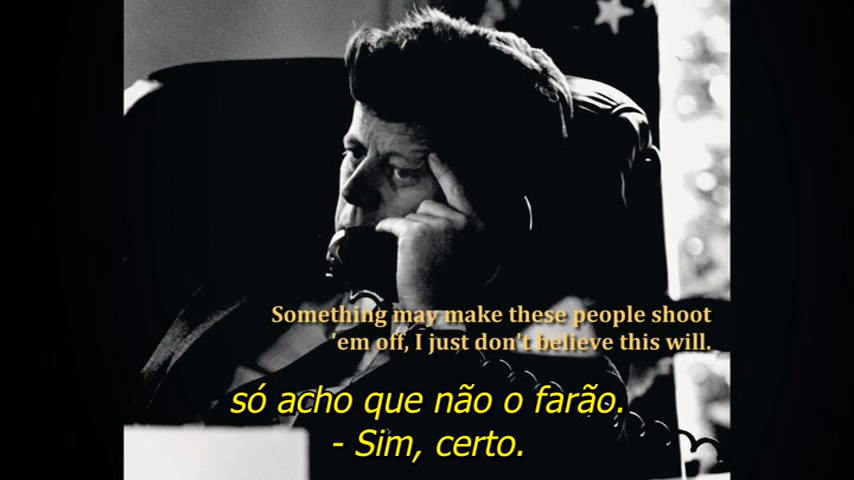 Something may make these people shoot
'em off, I just don't believe this will.
só acho que não o farão.
- Sim, certo.